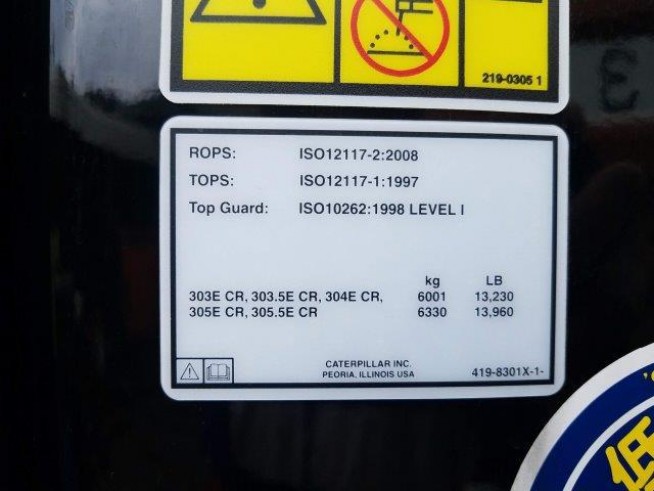 219-0305 1
ROPS: ISO12117-2:2008
TOPS: ISO12117-1:1997
Top Guard: ISO10262:1998 LEVEL I
kg LB
303E CR, 303.5E CR, 304E CR, 6001 13,230
305E CR, 305.5E CR 6330 13,960
CATERPILLAR INC.
PEORIA, ILLINOIS USA 419-8301X-1-
低